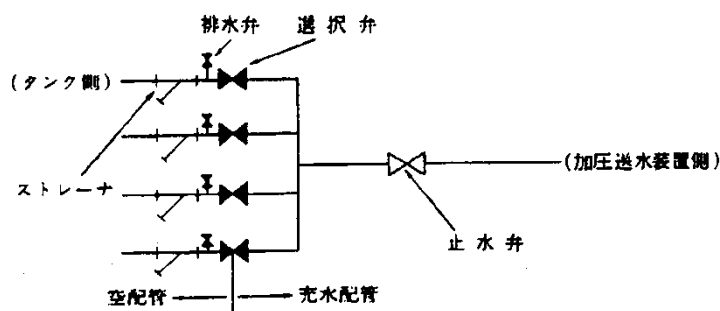 排水弁
選択弁
(タンク側)
ストレーナ
(加圧送水装置側)
止水弁
空配管
充水配管